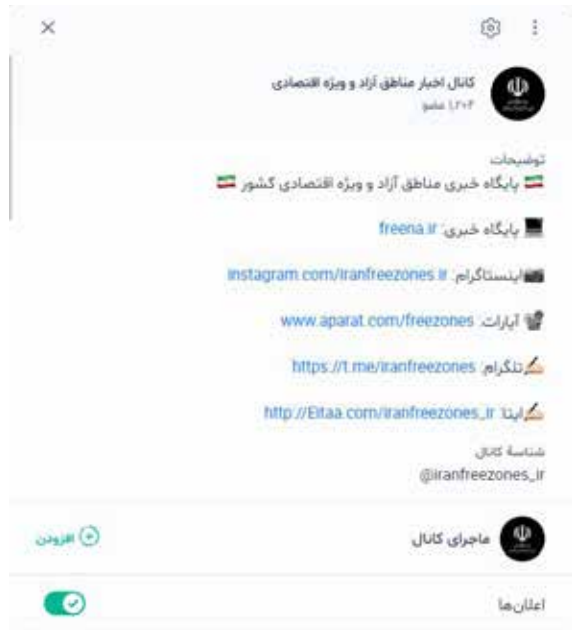 کانال اخبار مناطق آزاد و ویژه اقتصادی
۱,۲۰۴ عضو
توضیحات
🇮🇷 پایگاه خبری مناطق آزاد و ویژه اقتصادی کشور 🇮🇷
💻 پایگاه خبری: freena.ir
📷اینستاگرام: instagram.com/iranfreezones.ir
📽 آپارات: www.aparat.com/freezones
✍تلگرام: https://t.me/iranfreezones
✍ایتا: http://Eitaa.com/iranfreezones_ir
شناسهٔ کانال
@iranfreezones_ir
ماجرای کانال
افزودن
اعلان‌ها